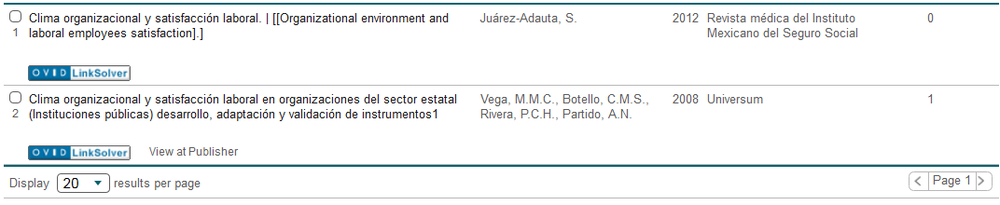 Clima organizacional y satisfacción laboral. | [[Organizational environment and Juárez-Adauta, S. 2012 Revista médica del Instituto 0
1 laboral employees satisfaction].] Mexicano del Seguro Social
OVID LinkSolver
Clima organizacional y satisfacción laboral en organizaciones del sector estatal Vega, M.M.C., Botello, C.M.S., 2008 Universum 1
2 (Instituciones públicas) desarrollo, adaptación y validación de instrumentos1 Rivera, P.C.H., Partido, A.N.
OVID LinkSolver View at Publisher
Display 20 results per page < Page 1 >